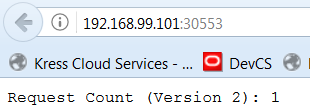 192.168.99.101:30553
Kress Cloud Services - ... DevCS
Request Count (Version 2): 1